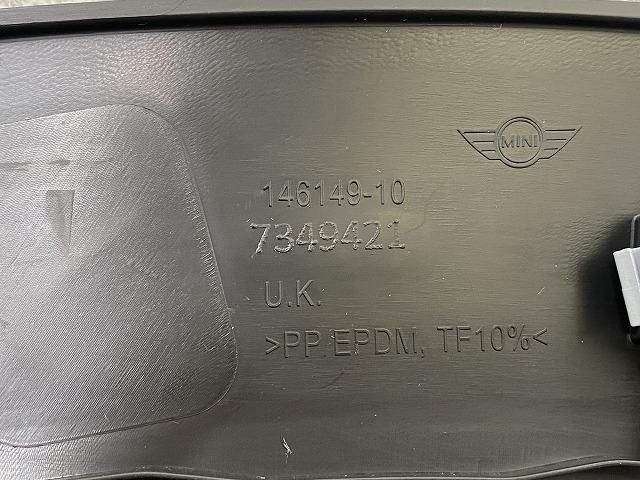 MINI
146149-10
7349421
U.K.
>PP/EPDM, TF10%<